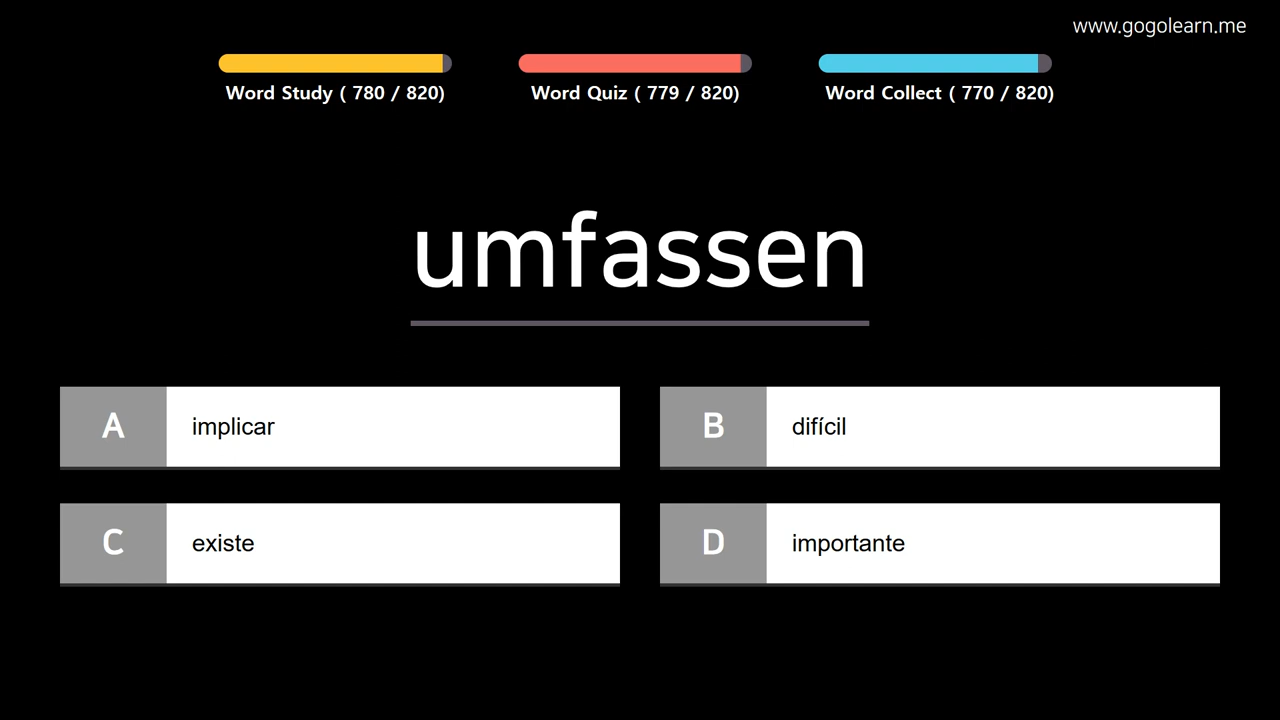 www.gogolearn.me
Word Study ( 780 / 820)
Word Quiz ( 779 / 820)
Word Collect ( 770 / 820)
umfassen
A implicar
B difícil
C existe
D importante